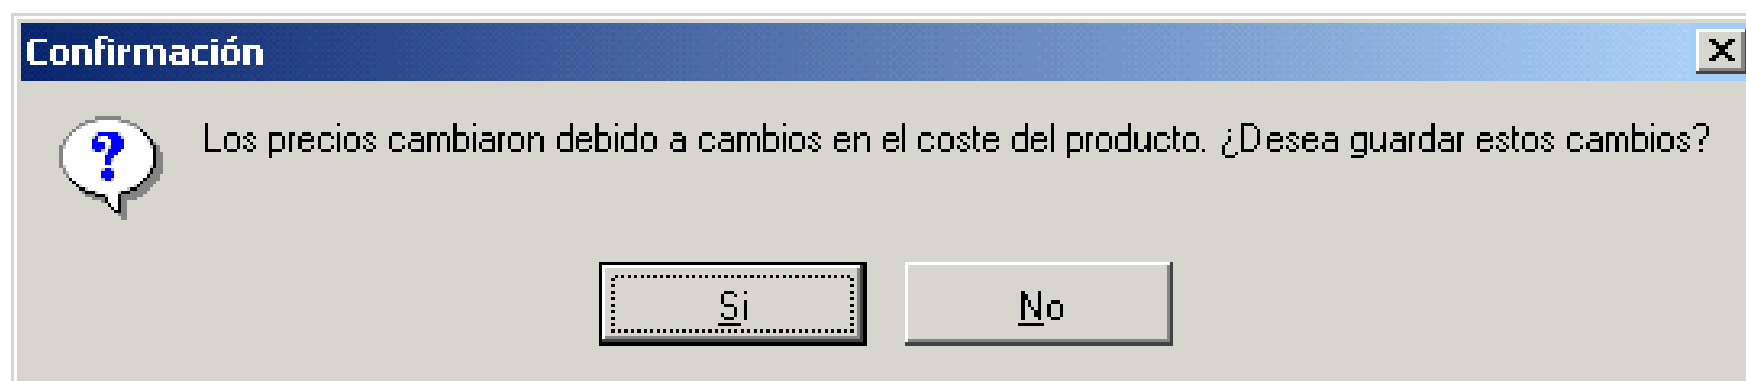 Confirmación
Los precios cambiaron debido a cambios en el coste del producto. ¿Desea guardar estos cambios?
Si
No